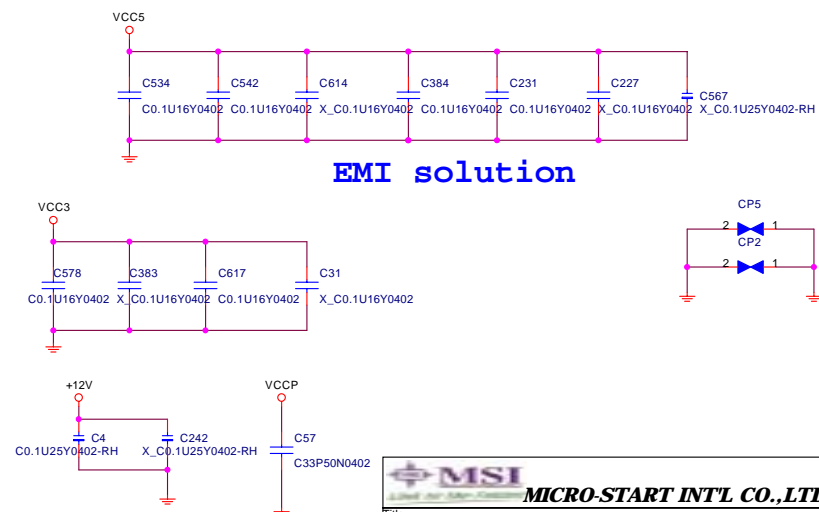 VCC5
C534 C542 C614 C384 C231 C227 C567
C0.1U16Y0402 C0.1U16Y0402 X_C0.1U16Y0402 C0.1U16Y0402 X_C0.1U16Y0402 X_C0.1U25Y0402-RH
EMI solution
VCC3
C578 C383 C617 C31
C0.1U16Y0402 X_C0.1U16Y0402 C0.1U16Y0402 X_C0.1U16Y0402
CP5
2 1
CP2
2 1
+12V
C4 C242
C0.1U25Y0402-RH X_C0.1U25Y0402-RH
VCCP
C57
C33P50N0402
MSI
MICRO-START INT'L CO.,LTD
Title